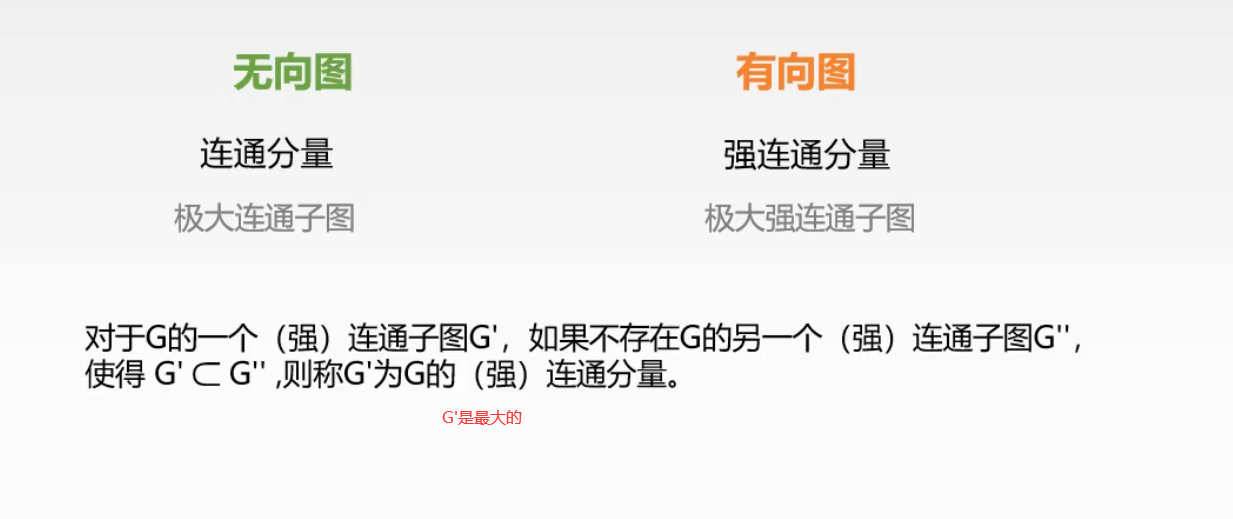 无向图
有向图
连通分量
强连通分量
极大连通子图
极大强连通子图
对于G的一个（强）连通子图G'，如果不存在G的另一个（强）连通子图G''，
使得 G' ⊂ G'' ,则称G'为G的（强）连通分量。
G'是最大的